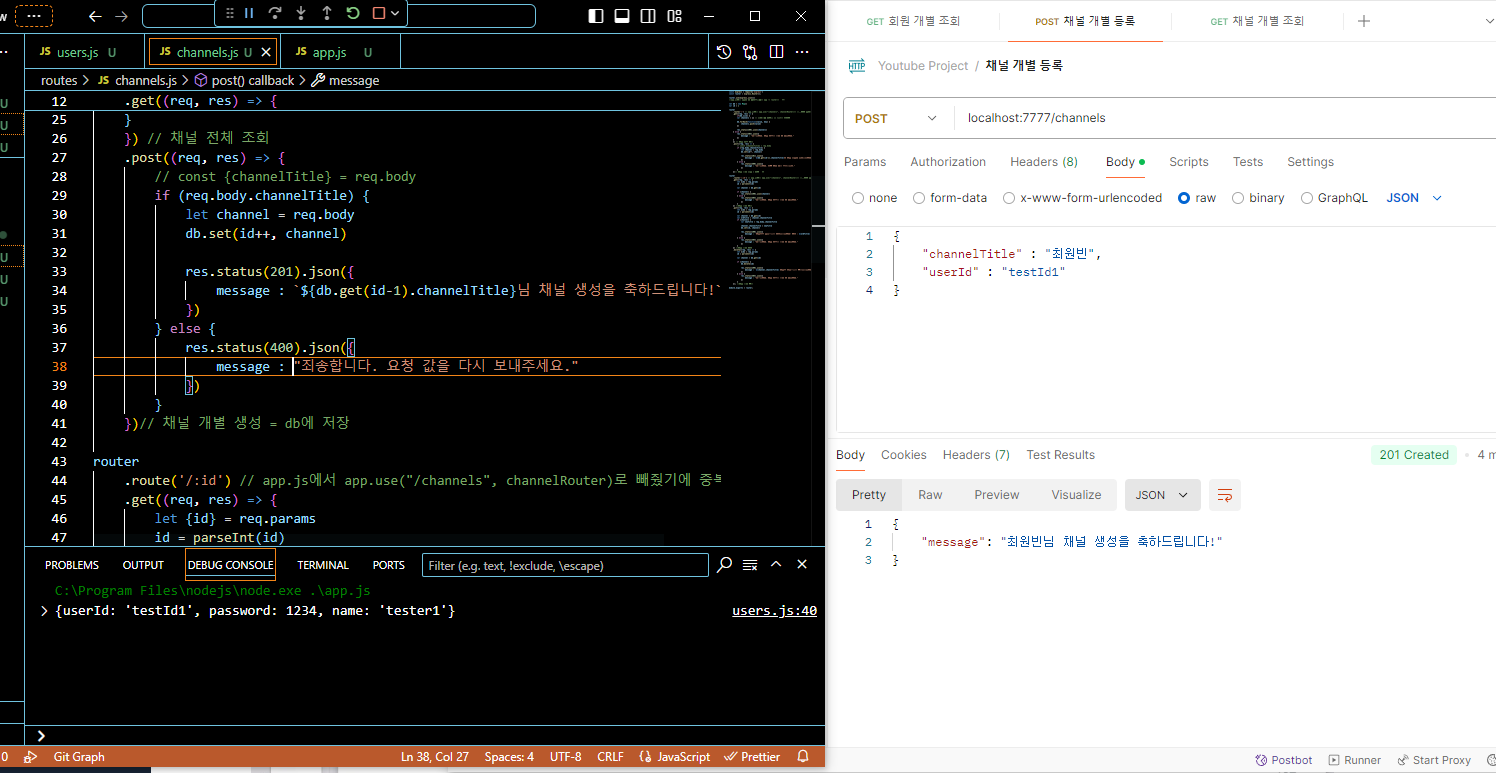 w ...
JS users.js U JS channels.js U JS app.js U ...
routes > JS channels.js > post() callback > message
12 .get((req, res) => {
25 }
26 }) // 채널 전체 조회
27 .post((req, res) => {
28 // const {channelTitle} = req.body
29 if (req.body.channelTitle) {
30 let channel = req.body
31 db.set(id++, channel)
32
33 res.status(201).json({
34 message : `${db.get(id-1).channelTitle}님 채널 생성을 축하드립니다!`
35 })
36 } else {
37 res.status(400).json({
38 message : "죄송합니다. 요청 값을 다시 보내주세요."
39 })
40 }
41 })// 채널 개별 생성 = db에 저장
42
43 router
44 .route('/:id') // app.js에서 app.use("/channels", channelRouter)로 빼줬기에 중복
45 .get((req, res) => {
46 let {id} = req.params
47 id = parseInt(id)
U
U
U
U
U
U
PROBLEMS OUTPUT DEBUG CONSOLE TERMINAL PORTS Filter (e.g. text, !exclude, \escape)
C:\Program Files\nodejs\node.exe .\app.js
> {userId: 'testId1', password: 1234, name: 'tester1'} users.js:40
>
0 Git Graph Ln 38, Col 27 Spaces: 4 UTF-8 CRLF JavaScript Prettier
GET 회원 개별 조회 POST 채널 개별 등록 GET 채널 개별 조회
HTTP Youtube Project / 채널 개별 등록
POST localhost:7777/channels
Params Authorization Headers (8) Body Scripts Tests Settings
none form-data x-www-form-urlencoded raw binary GraphQL JSON
1 {
2 "channelTitle" : "최원빈",
3 "userId" : "testId1"
4 }
Body Cookies Headers (7) Test Results 201 Created 4 m
Pretty Raw Preview Visualize JSON
1 {
2 "message": "최원빈님 채널 생성을 축하드립니다!"
3 }
Postbot Runner Start Proxy